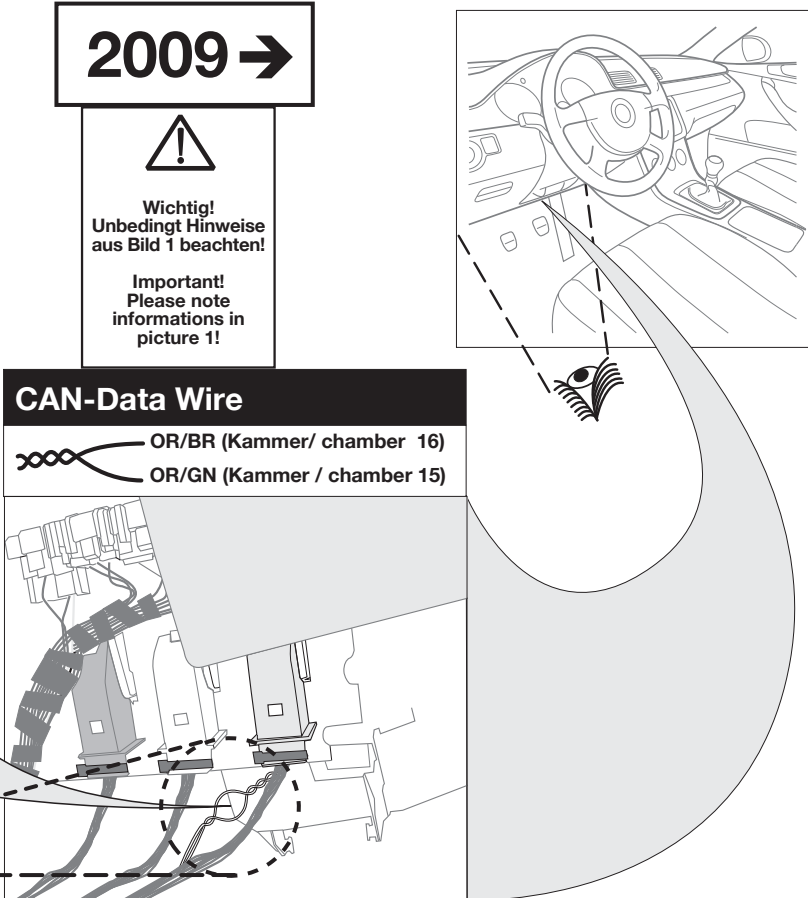 2009 ➔
Wichtig!
Unbedingt Hinweise
aus Bild 1 beachten!
Important!
Please note
informations in
picture 1!
CAN-Data Wire
OR/BR (Kammer/ chamber 16)
OR/GN (Kammer / chamber 15)